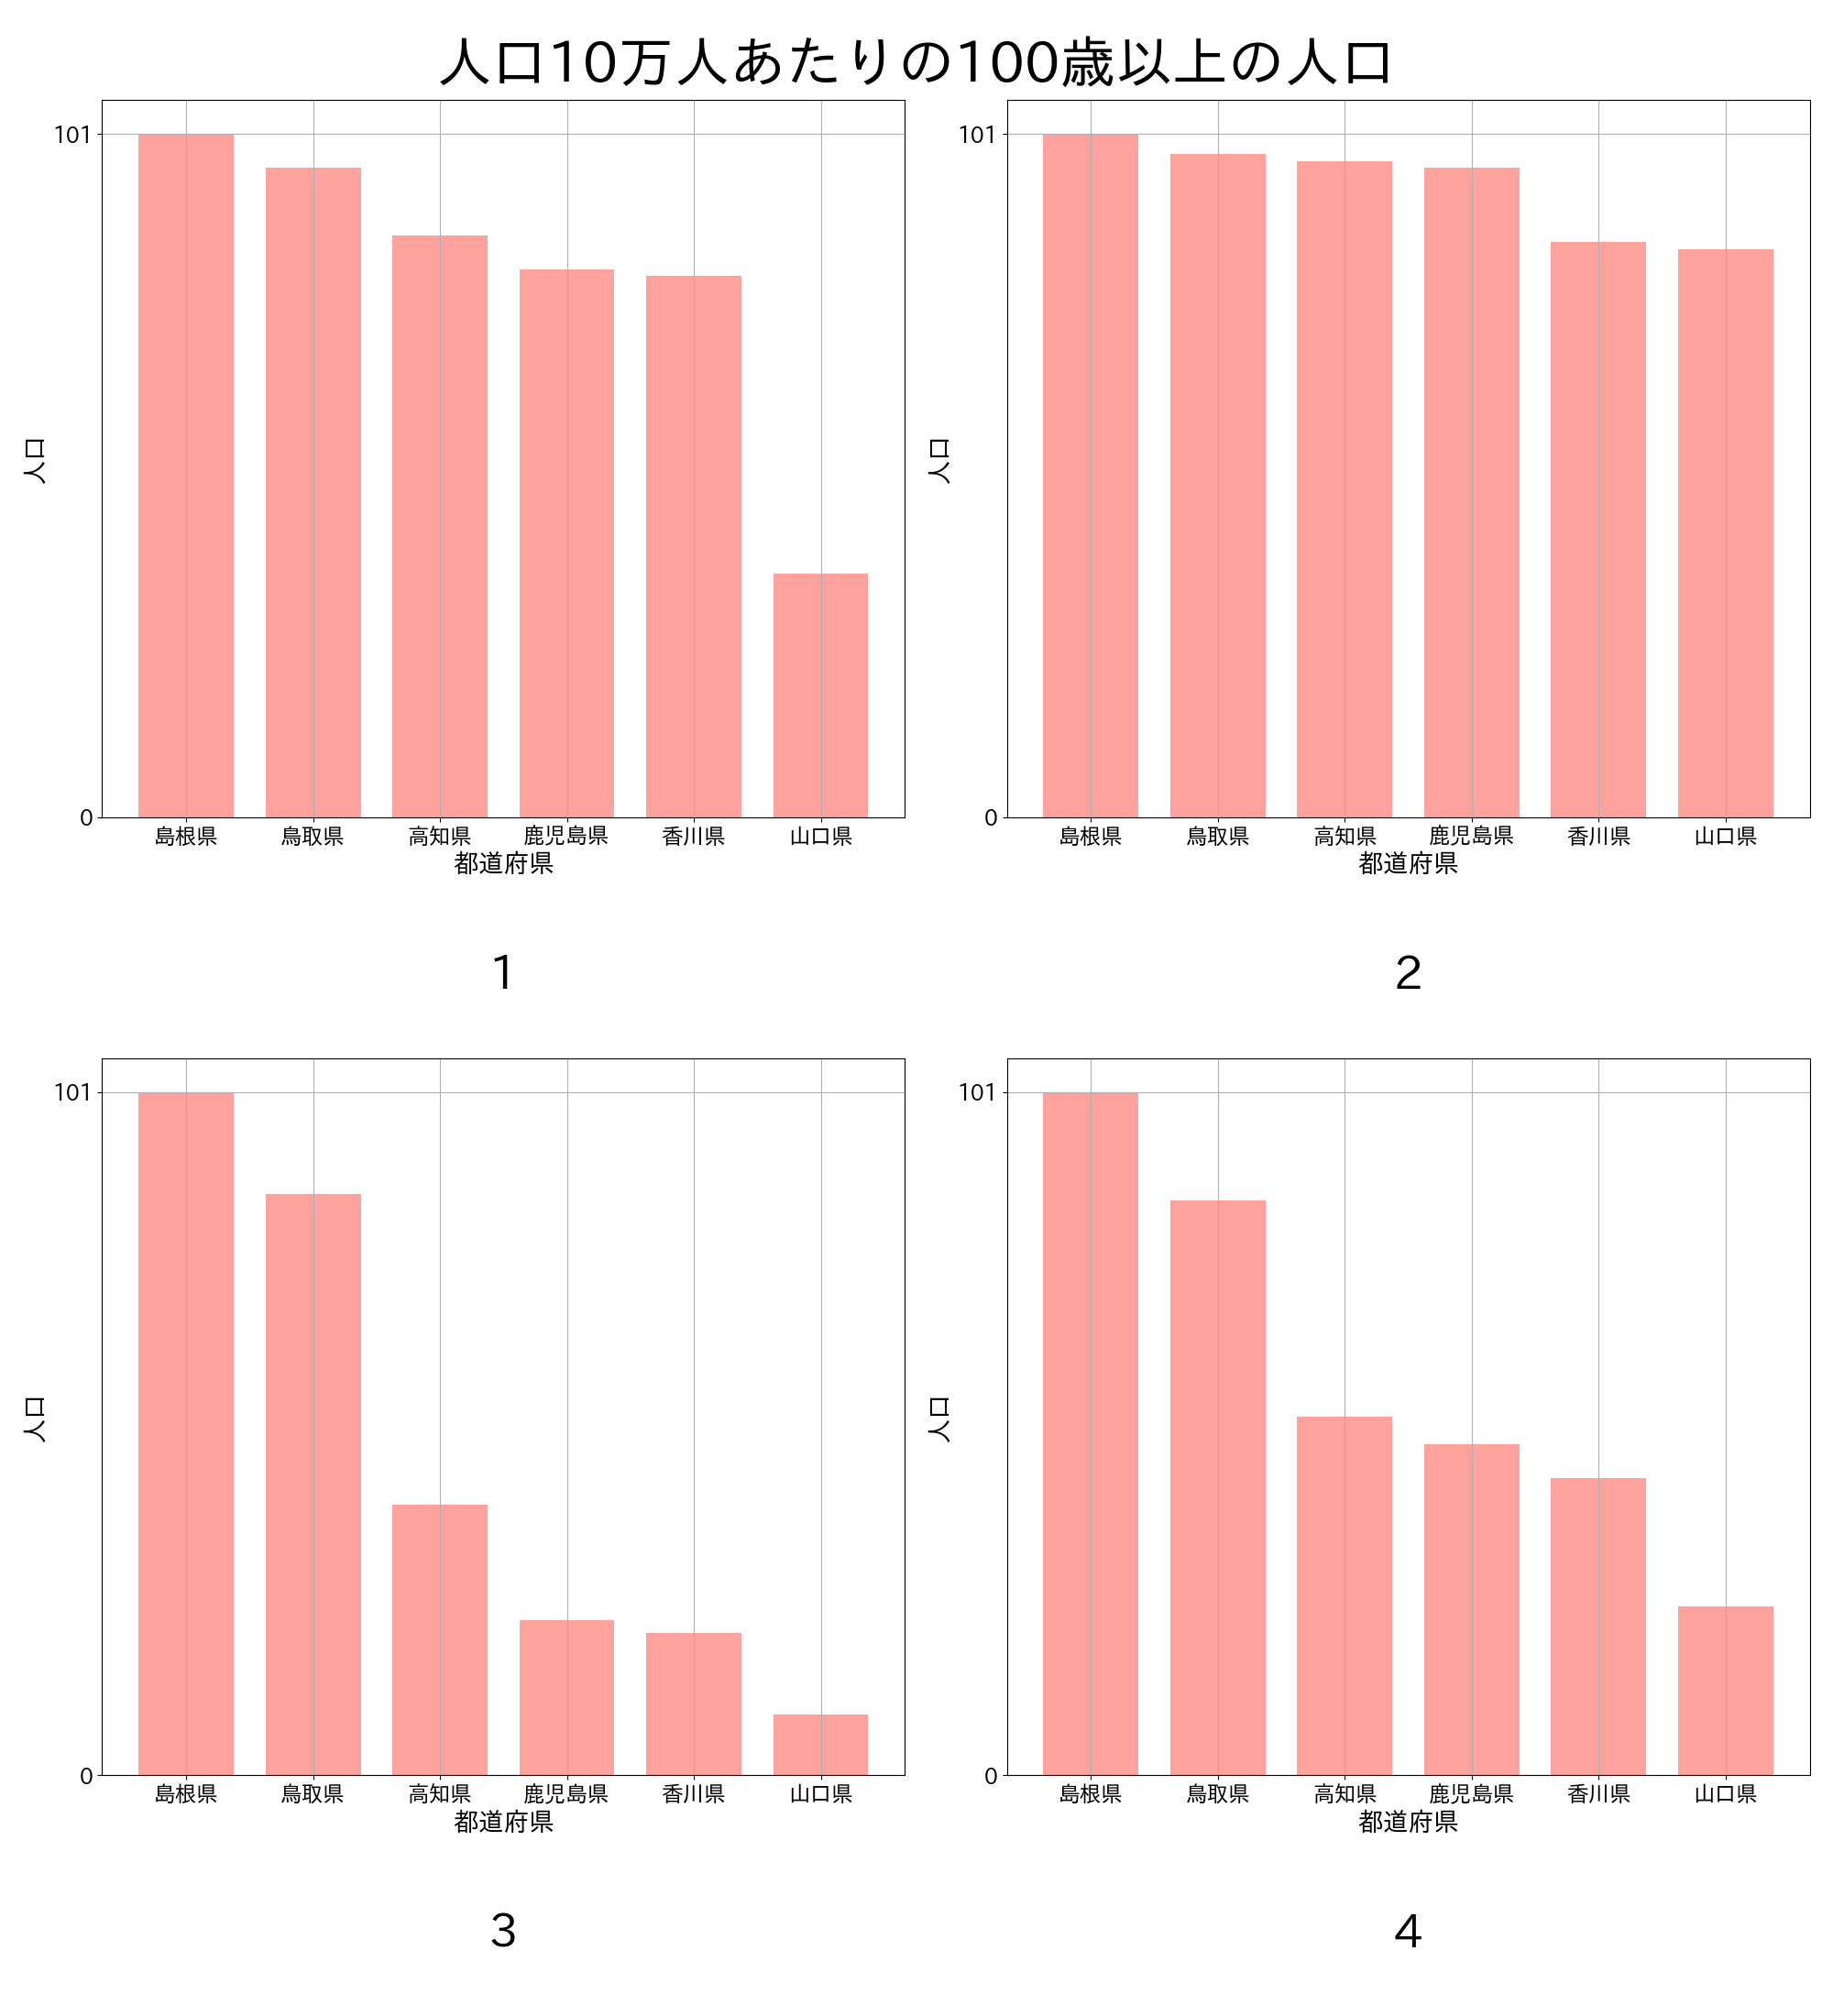 人口10万人あたりの100歳以上の人口
101
人口
0
島根県 鳥取県 高知県 鹿児島県 香川県 山口県
都道府県
1
101
人口
0
島根県 鳥取県 高知県 鹿児島県 香川県 山口県
都道府県
2
101
人口
0
島根県 鳥取県 高知県 鹿児島県 香川県 山口県
都道府県
3
101
人口
0
島根県 鳥取県 高知県 鹿児島県 香川県 山口県
都道府県
4